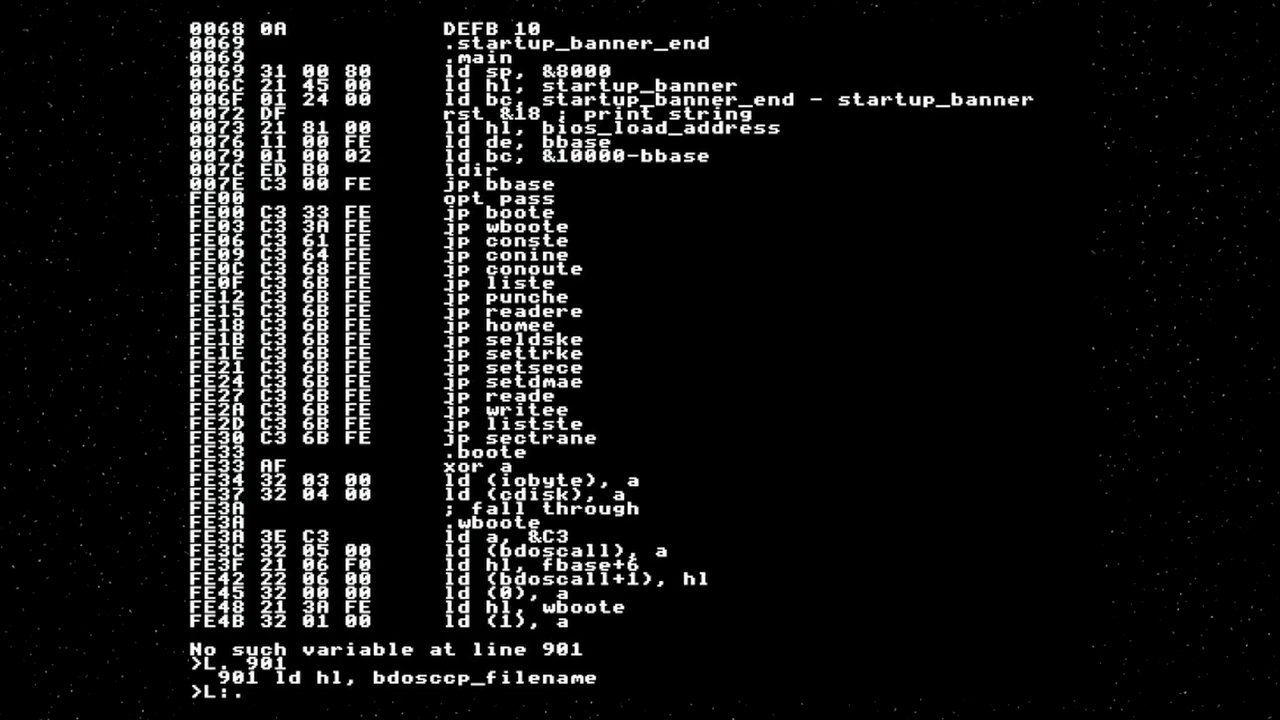 0068 0A DEFB 10
0069 .startup_banner_end
0069 .main
0069 31 00 80 ld sp, &8000
006C 21 45 00 ld hl, startup_banner
006F 01 24 00 ld bc, startup_banner_end - startup_banner
0072 DF rst &18 ; print string
0073 21 81 00 ld hl, bios_load_address
0076 11 00 FE ld de, bbase
0079 01 00 02 ld bc, &10000-bbase
007C ED B0 ldir
007E C3 00 FE jp bbase
FE00 opt pass
FE00 C3 33 FE jp boote
FE03 C3 3A FE jp wboote
FE06 C3 61 FE jp conste
FE09 C3 64 FE jp conine
FE0C C3 68 FE jp conoute
FE0F C3 6B FE jp liste
FE12 C3 6B FE jp punche
FE15 C3 6B FE jp readere
FE18 C3 6B FE jp homee
FE1B C3 6B FE jp seldske
FE1E C3 6B FE jp settrke
FE21 C3 6B FE jp setsece
FE24 C3 6B FE jp setdmae
FE27 C3 6B FE jp reade
FE2A C3 6B FE jp writee
FE2D C3 6B FE jp listste
FE30 C3 6B FE jp sectrane
FE33 .boote
FE33 AF xor a
FE34 32 03 00 ld (iobyte), a
FE37 32 04 00 ld (cdisk), a
FE3A ; fall through
FE3A .wboote
FE3A 3E C3 ld a, &C3
FE3C 32 05 00 ld (bdoscall), a
FE3F 21 06 F0 ld hl, fbase+6
FE42 22 06 00 ld (bdoscall+1), hl
FE45 32 00 00 ld (0), a
FE48 21 3A FE ld hl, wboote
FE4B 32 01 00 ld (1), a
No such variable at line 901
>L. 901
901 ld hl, bdosccp_filename
>L:.